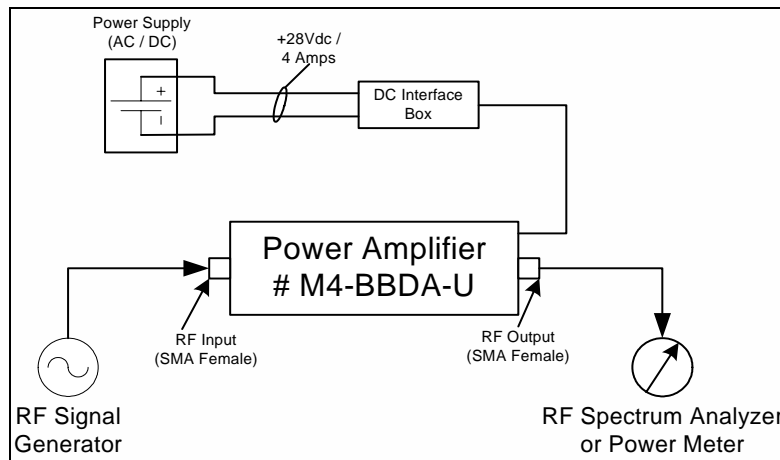 Power Supply
(AC / DC)
+28Vdc /
4 Amps
+
–
DC Interface
Box
Power Amplifier
# M4-BBDA-U
RF Input
(SMA Female)
RF Output
(SMA Female)
RF Signal
Generator
RF Spectrum Analyzer
or Power Meter